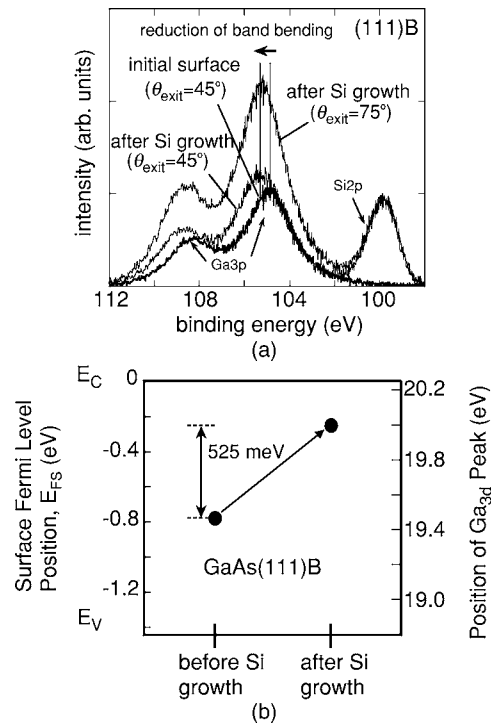 (111)B
reduction of band bending
initial surface
(θexit=45°)
after Si growth
(θexit=75°)
after Si growth
(θexit=45°)
Si2p
Ga3p
intensity (arb. units)
112
108
104
100
binding energy (eV)
(a)
EC
0
-0.4
-0.8
-1.2
EV
Surface Fermi Level
Position, EFS (eV)
525 meV
GaAs(111)B
20.2
19.8
19.4
19.0
Position of Ga3d Peak (eV)
before Si
growth
after Si
growth
(b)